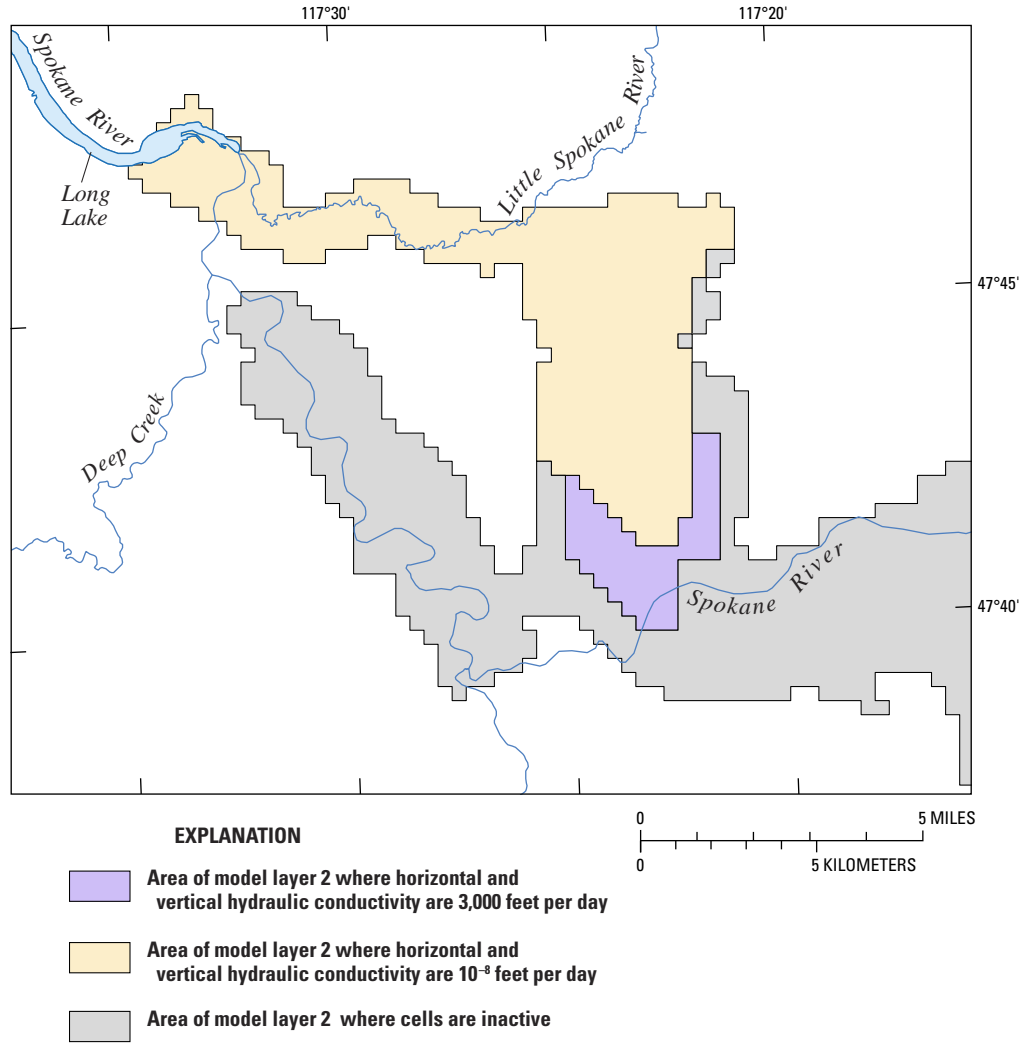 117°30'
117°20'
Spokane River
Long
Lake
Little Spokane River
47°45'
Deep Creek
Spokane River
47°40'
EXPLANATION
0 5 MILES
0 5 KILOMETERS
Area of model layer 2 where horizontal and
vertical hydraulic conductivity are 3,000 feet per day
Area of model layer 2 where horizontal and
vertical hydraulic conductivity are 10⁻⁸ feet per day
Area of model layer 2 where cells are inactive